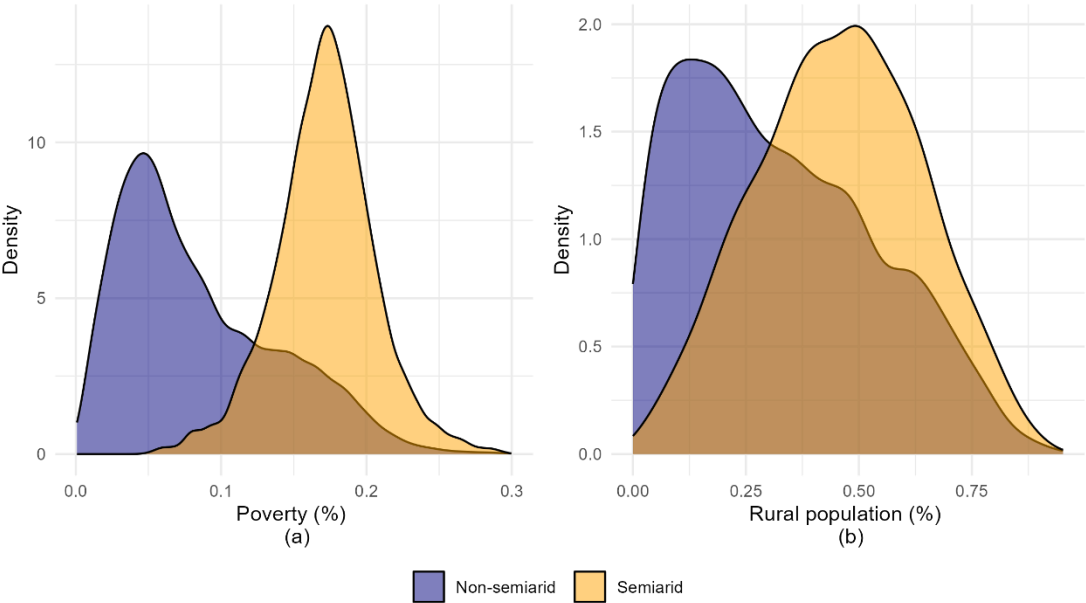 Density
10
5
0
0.0 0.1 0.2 0.3
Poverty (%)
(a)
Density
2.0
1.5
1.0
0.5
0.0
0.00 0.25 0.50 0.75
Rural population (%)
(b)
Non-semiarid Semiarid